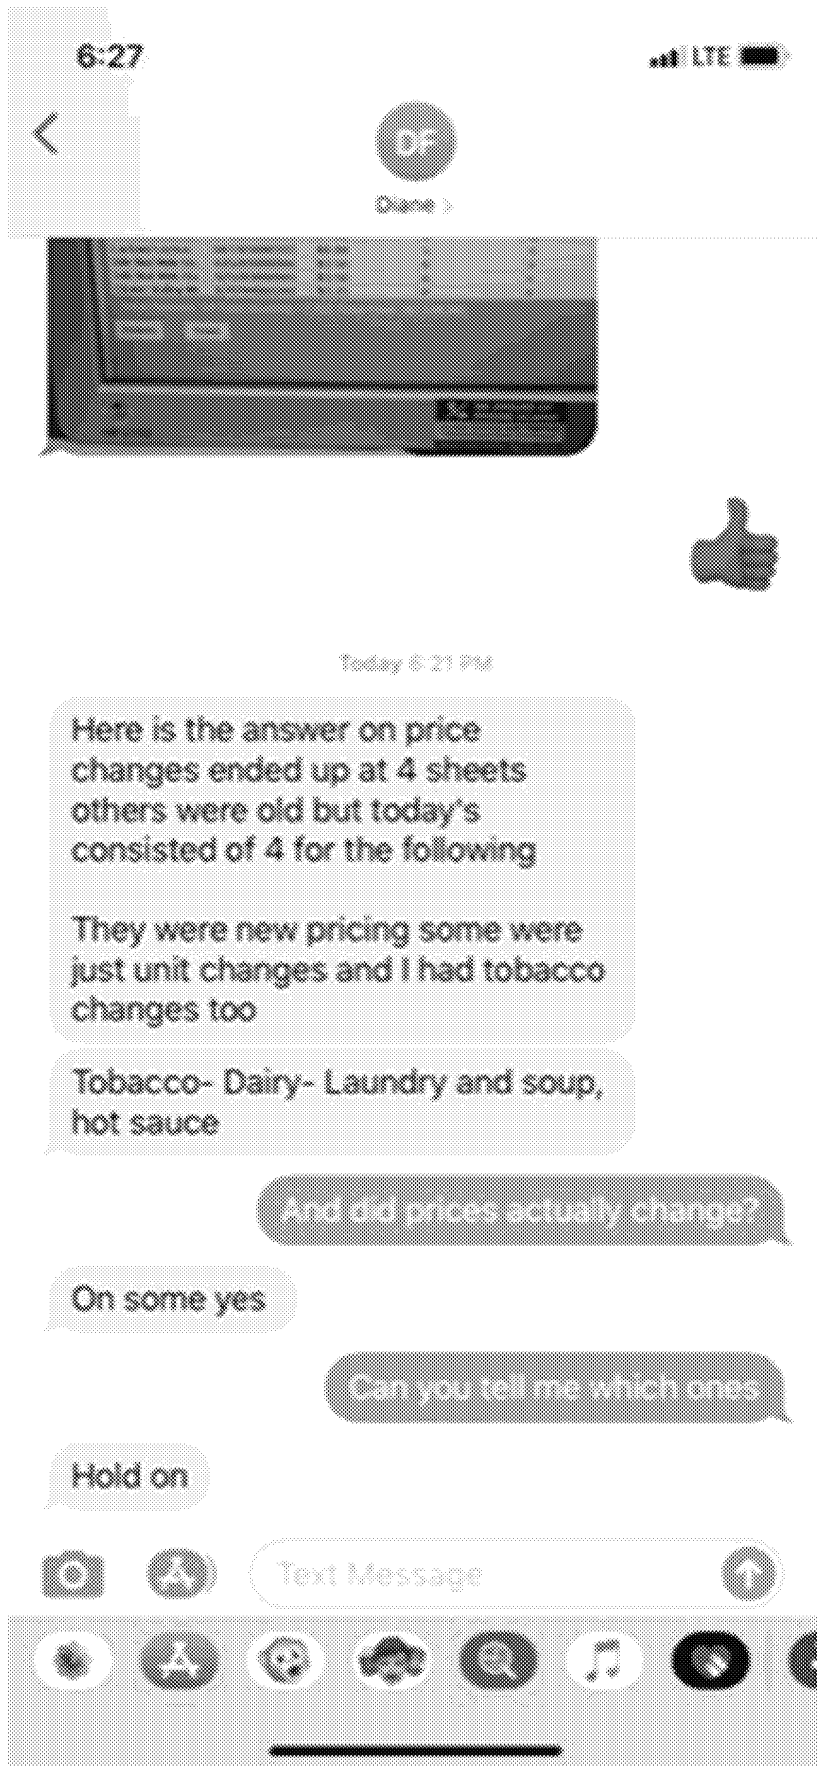 6:27
LTE
DF
Diane >
Today 6:21 PM
Here is the answer on price
changes ended up at 4 sheets
others were old but today's
consisted of 4 for the following
They were new pricing some were
just unit changes and I had tobacco
changes too
Tobacco- Dairy- Laundry and soup,
hot sauce
And did prices actually change?
On some yes
Can you tell me which ones
Hold on
Text Message